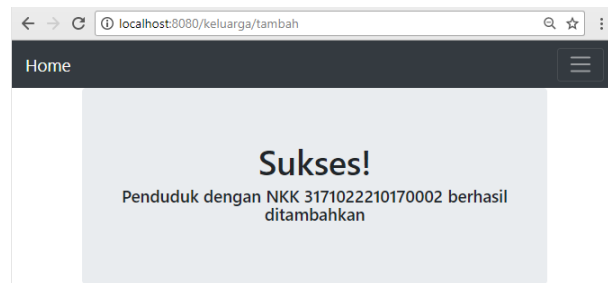 localhost:8080/keluarga/tambah
Home
Sukses!
Penduduk dengan NKK 3171022210170002 berhasil
ditambahkan